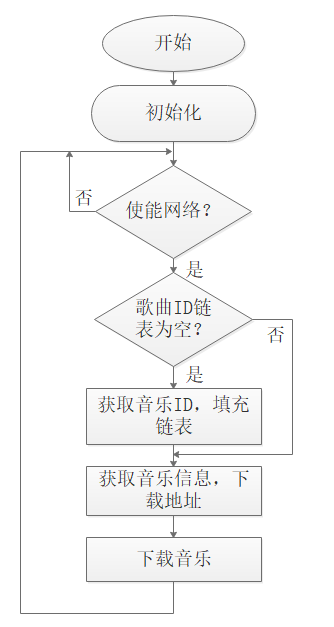 开始
初始化
使能网络？
否
是
歌曲ID链
表为空？
否
是
获取音乐ID，填充
链表
获取音乐信息，下
载地址
下载音乐